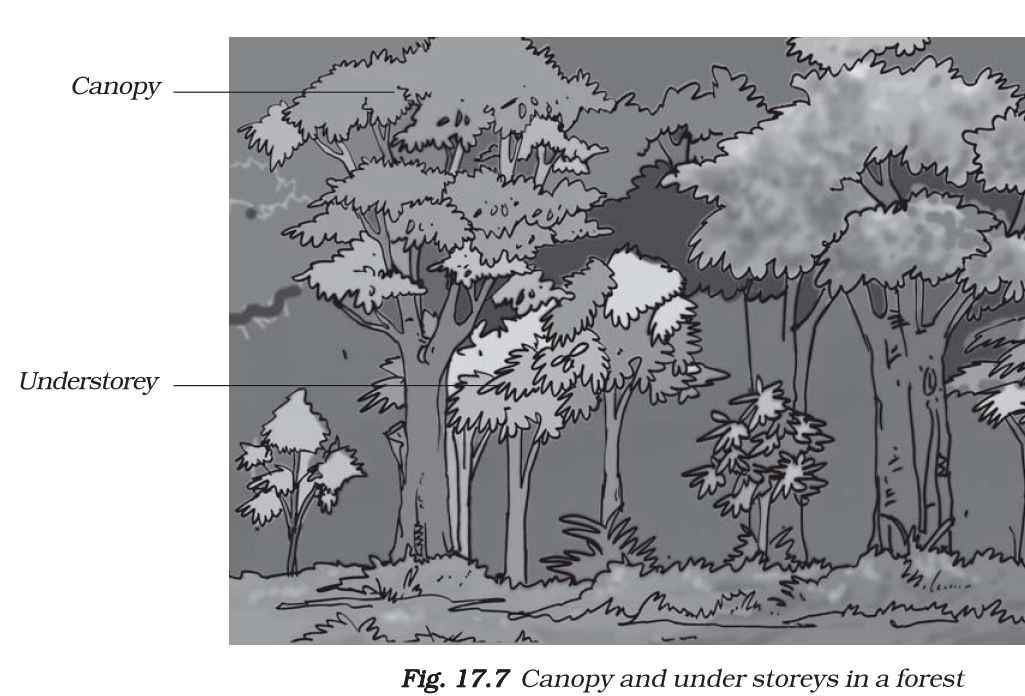 Canopy
Understorey
Fig. 17.7 Canopy and under storeys in a forest